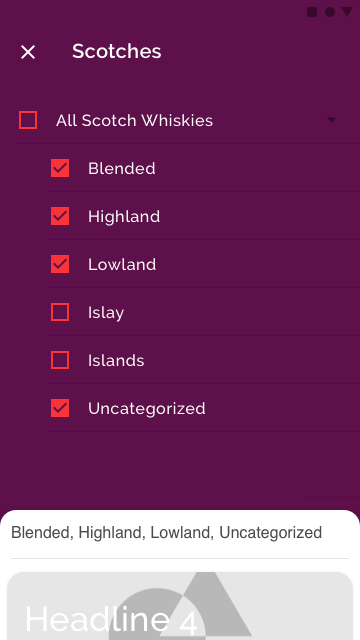 Scotches
All Scotch Whiskies
Blended
Highland
Lowland
Islay
Islands
Uncategorized
Blended, Highland, Lowland, Uncategorized
Headline 4